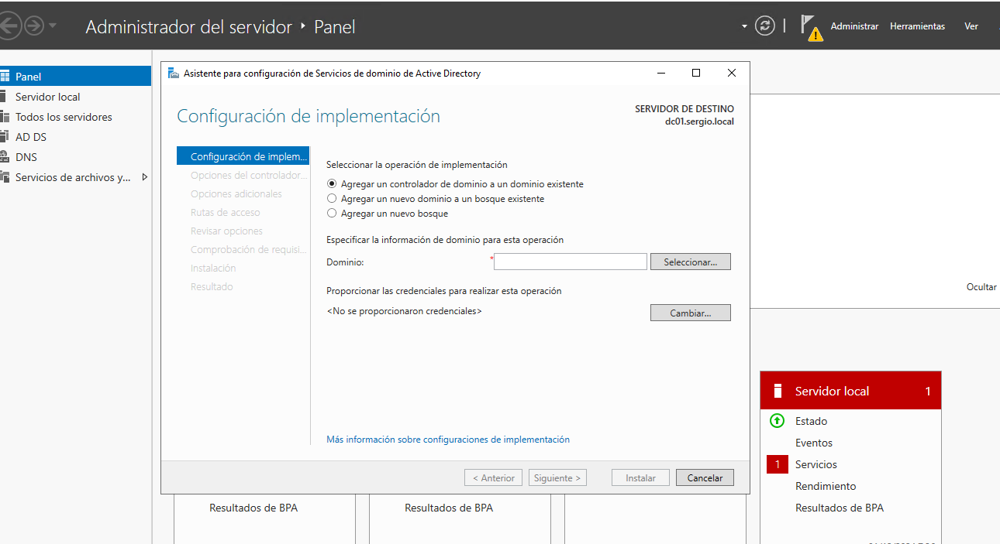 Administrador del servidor ‣ Panel
Administrar Herramientas Ver
Panel
Servidor local
Todos los servidores
AD DS
DNS
Servicios de archivos y...
Asistente para configuración de Servicios de dominio de Active Directory
Configuración de implementación
SERVIDOR DE DESTINO
dc01.sergio.local
Configuración de implem...
Opciones del controlador...
Opciones adicionales
Rutas de acceso
Revisar opciones
Comprobación de requisi...
Instalación
Resultado
Seleccionar la operación de implementación
Agregar un controlador de dominio a un dominio existente
Agregar un nuevo dominio a un bosque existente
Agregar un nuevo bosque
Especificar la información de dominio para esta operación
Dominio: * Seleccionar...
Proporcionar las credenciales para realizar esta operación
<No se proporcionaron credenciales> Cambiar...
Más información sobre configuraciones de implementación
< Anterior Siguiente > Instalar Cancelar
Ocultar
Servidor local 1
Estado
Eventos
1 Servicios
Rendimiento
Resultados de BPA Resultados de BPA Resultados de BPA